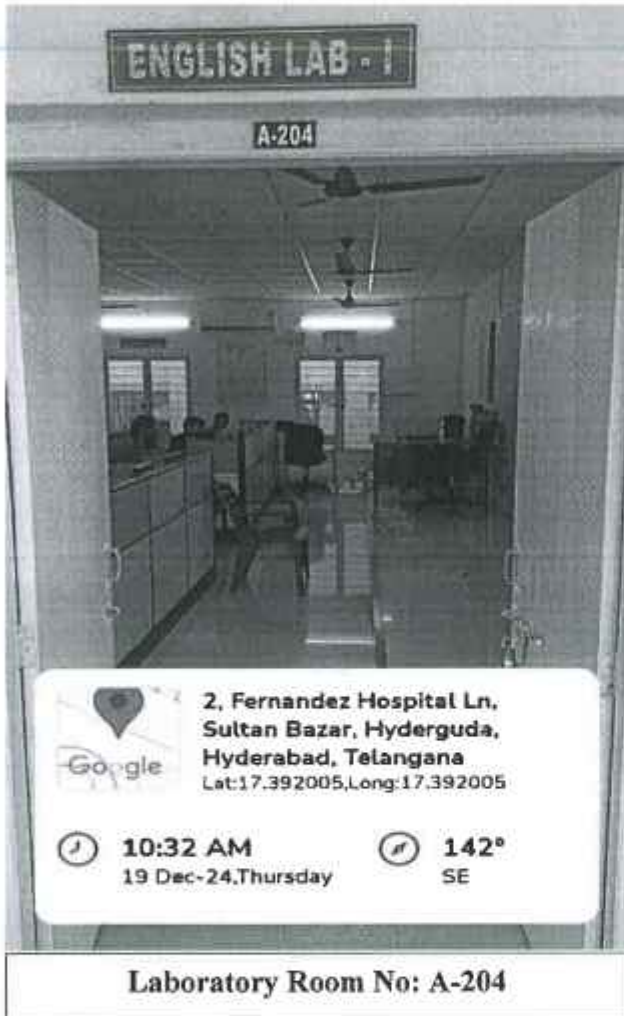 ENGLISH LAB - I
A-204
2, Fernandez Hospital Ln,
Sultan Bazar, Hyderguda,
Hyderabad, Telangana
Lat:17.392005,Long:17.392005
Google
10:32 AM
19 Dec-24,Thursday
142°
SE
Laboratory Room No: A-204